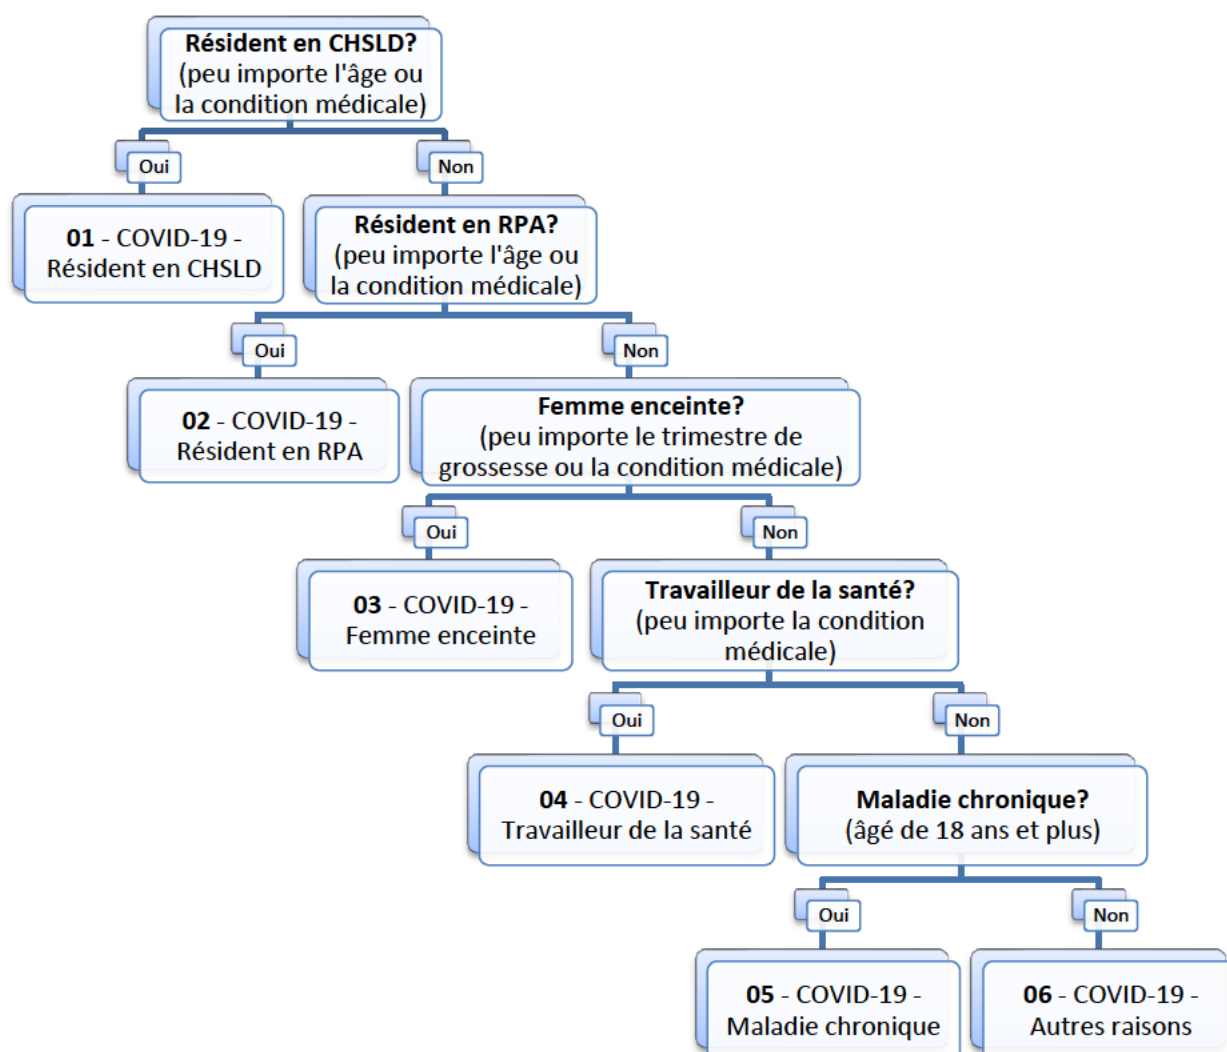 Résident en CHSLD?
(peu importe l'âge ou
la condition médicale)
Oui
Non
01 - COVID-19 -
Résident en CHSLD
Résident en RPA?
(peu importe l'âge ou
la condition médicale)
Oui
Non
02 - COVID-19 -
Résident en RPA
Femme enceinte?
(peu importe le trimestre de
grossesse ou la condition médicale)
Oui
Non
03 - COVID-19 -
Femme enceinte
Travailleur de la santé?
(peu importe la condition
médicale)
Oui
Non
04 - COVID-19 -
Travailleur de la santé
Maladie chronique?
(âgé de 18 ans et plus)
Oui
Non
05 - COVID-19 -
Maladie chronique
06 - COVID-19 -
Autres raisons